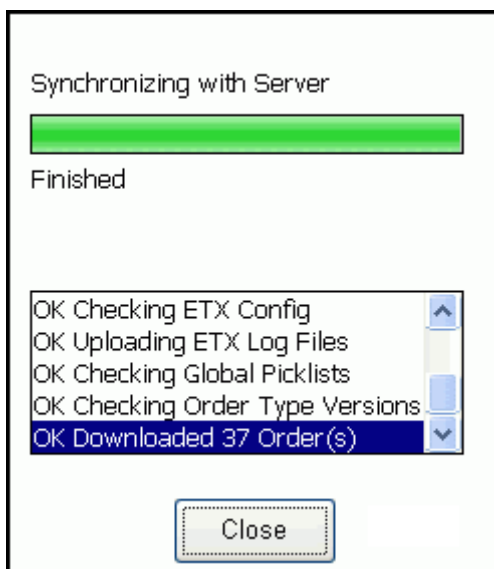 Synchronizing with Server
Finished
OK Checking ETX Config
OK Uploading ETX Log Files
OK Checking Global Picklists
OK Checking Order Type Versions
OK Downloaded 37 Order(s)
Close